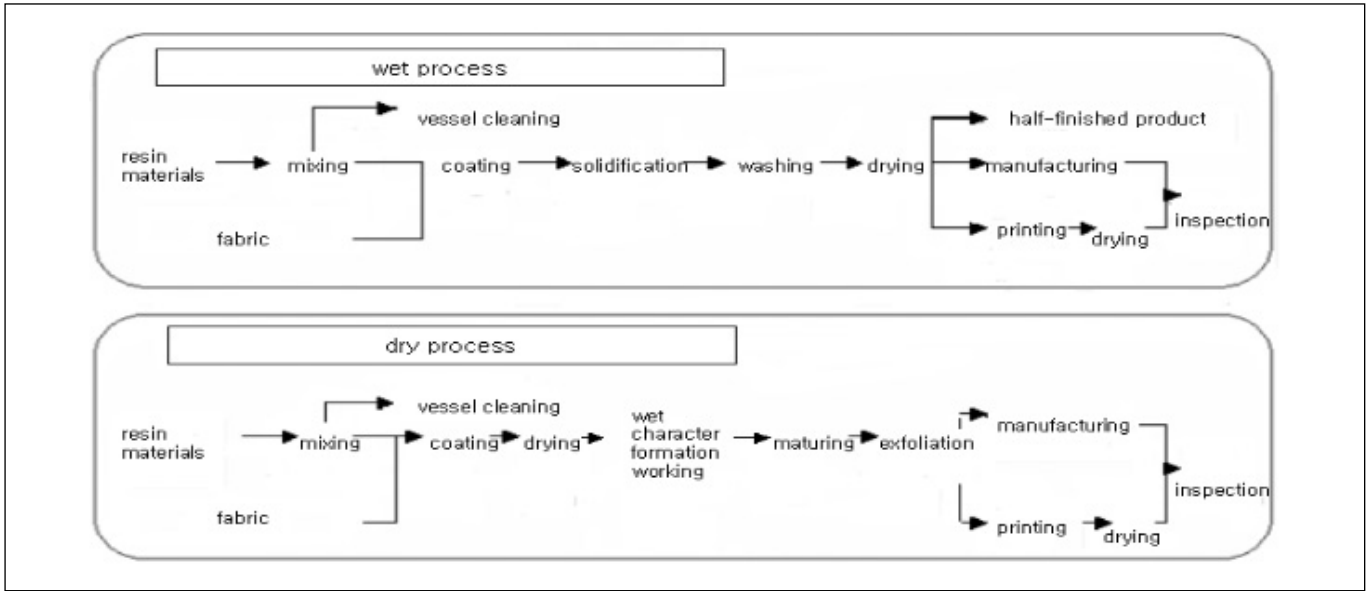 wet process
vessel cleaning
half-finished product
resin
materials
mixing
coating
solidification
washing
drying
manufacturing
fabric
printing
drying
inspection
dry process
vessel cleaning
resin
materials
mixing
coating
drying
wet
character
formation
working
maturing
exfoliation
manufacturing
fabric
printing
drying
inspection